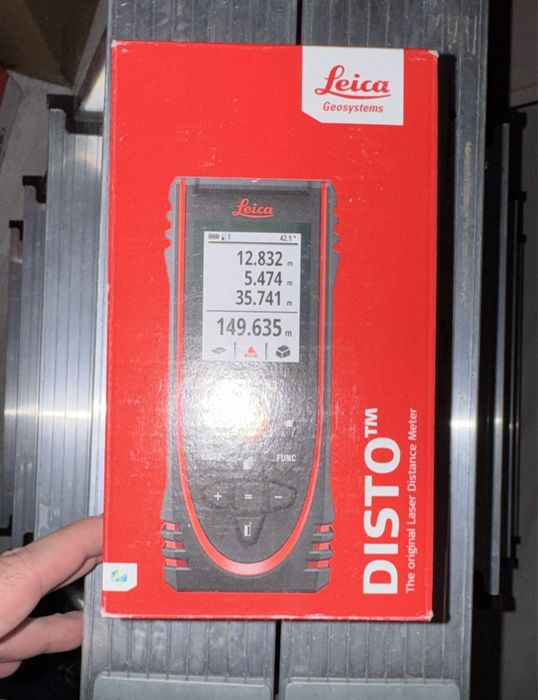 Leica
Geosystems
Leica
42.1°
12.832 m
5.474 m
35.741 m
149.635 m
FUNC
+ = -
DISTO™
The original Laser Distance Meter